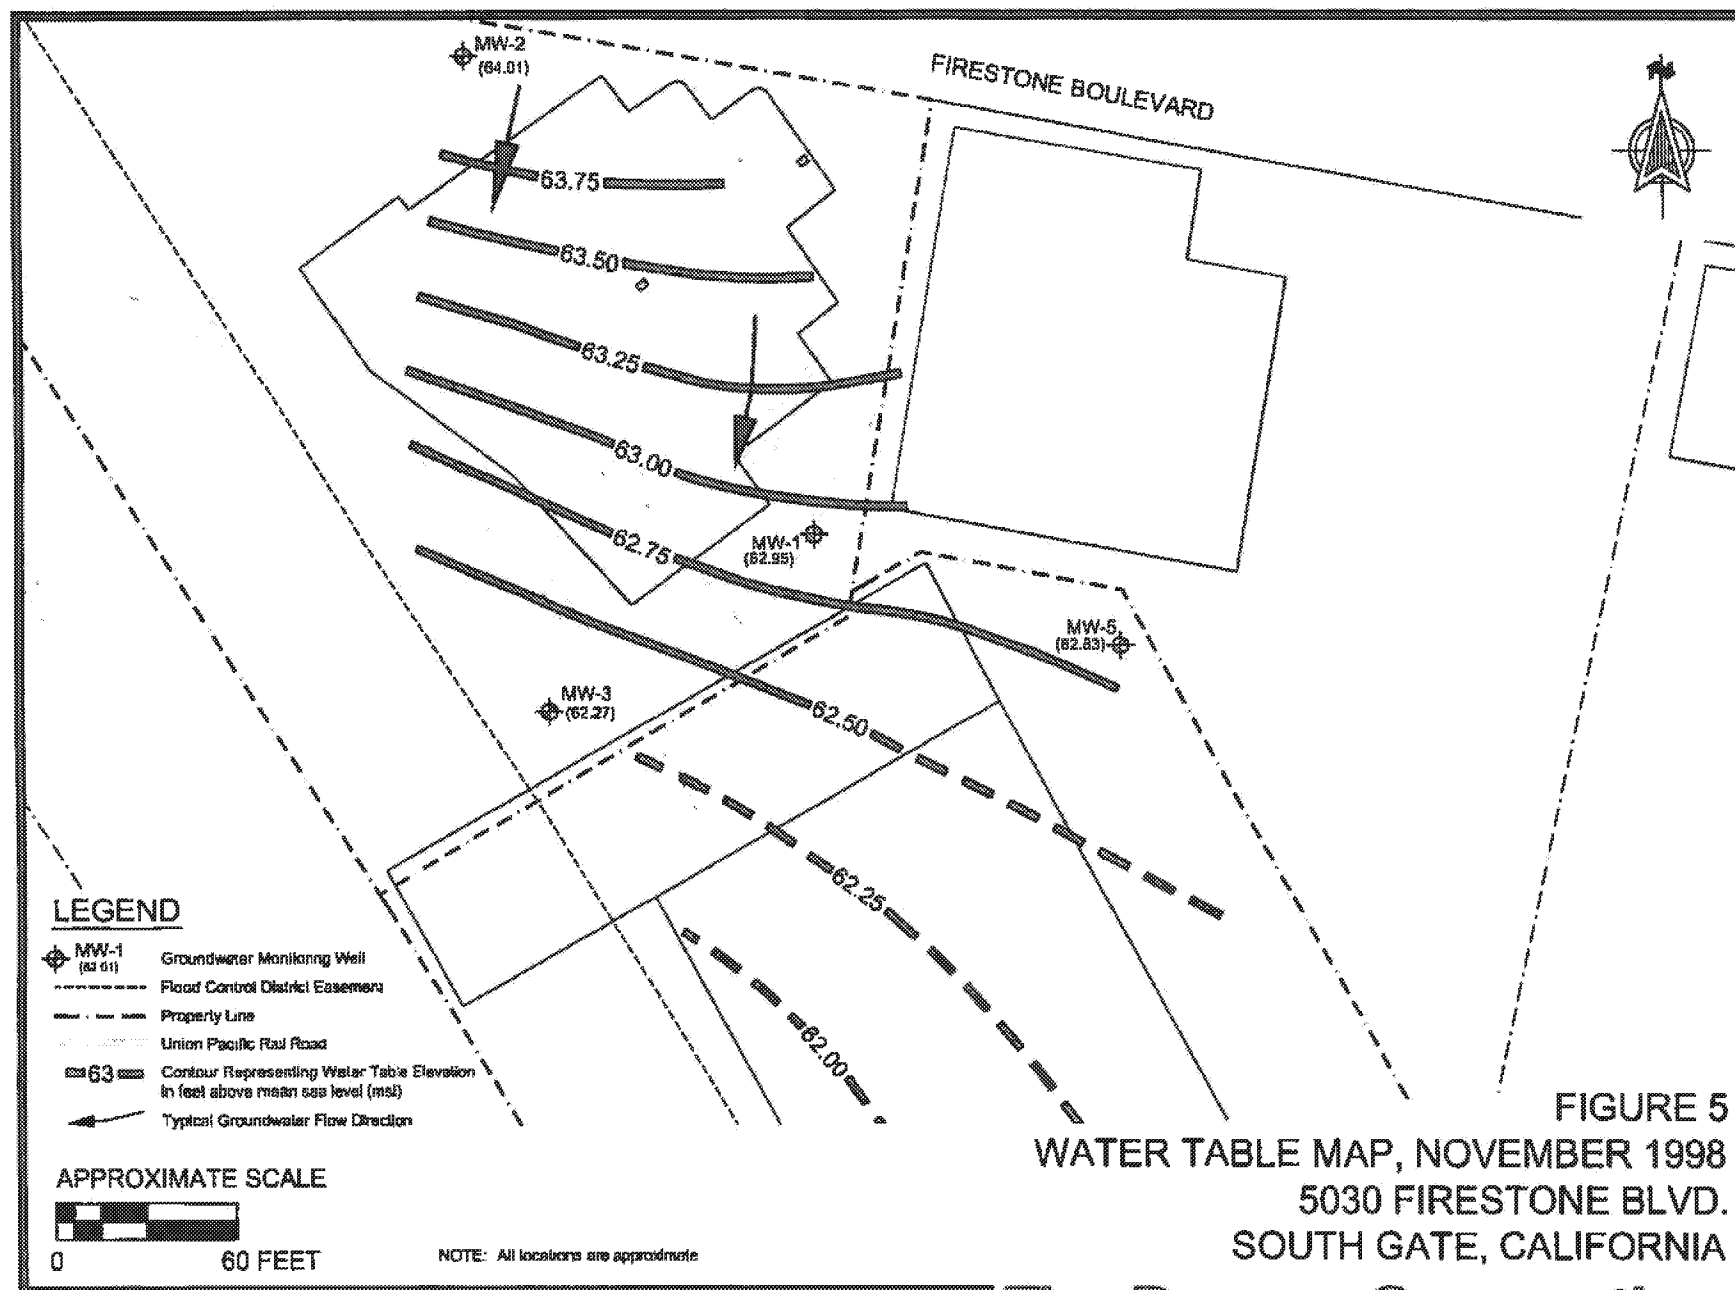 MW-2
(64.01)
FIRESTONE BOULEVARD
N
63.75
63.50
63.25
63.00
62.75
MW-1
(62.95)
MW-5
(62.83)
MW-3
(62.27)
62.50
62.25
62.00
LEGEND
MW-1
Groundwater Monitoring Well
Flood Control District Easement
Property Line
Union Pacific Rail Road
63
Contour Representing Water Table Elevation
in feet above mean sea level (msl)
Typical Groundwater Flow Direction
APPROXIMATE SCALE
0
60 FEET
NOTE: All locations are approximate
FIGURE 5
WATER TABLE MAP, NOVEMBER 1998
5030 FIRESTONE BLVD.
SOUTH GATE, CALIFORNIA